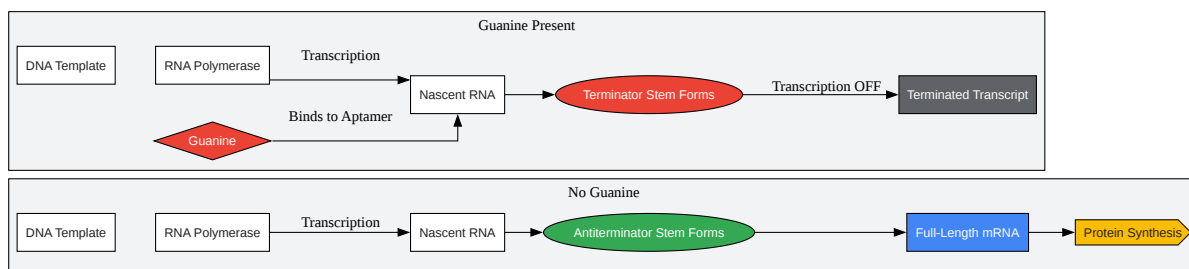 Guanine Present
DNA Template
RNA Polymerase
Transcription
Nascent RNA
Terminator Stem Forms
Transcription OFF
Terminated Transcript
Binds to Aptamer
Guanine
No Guanine
DNA Template
RNA Polymerase
Transcription
Nascent RNA
Antiterminator Stem Forms
Full-Length mRNA
Protein Synthesis